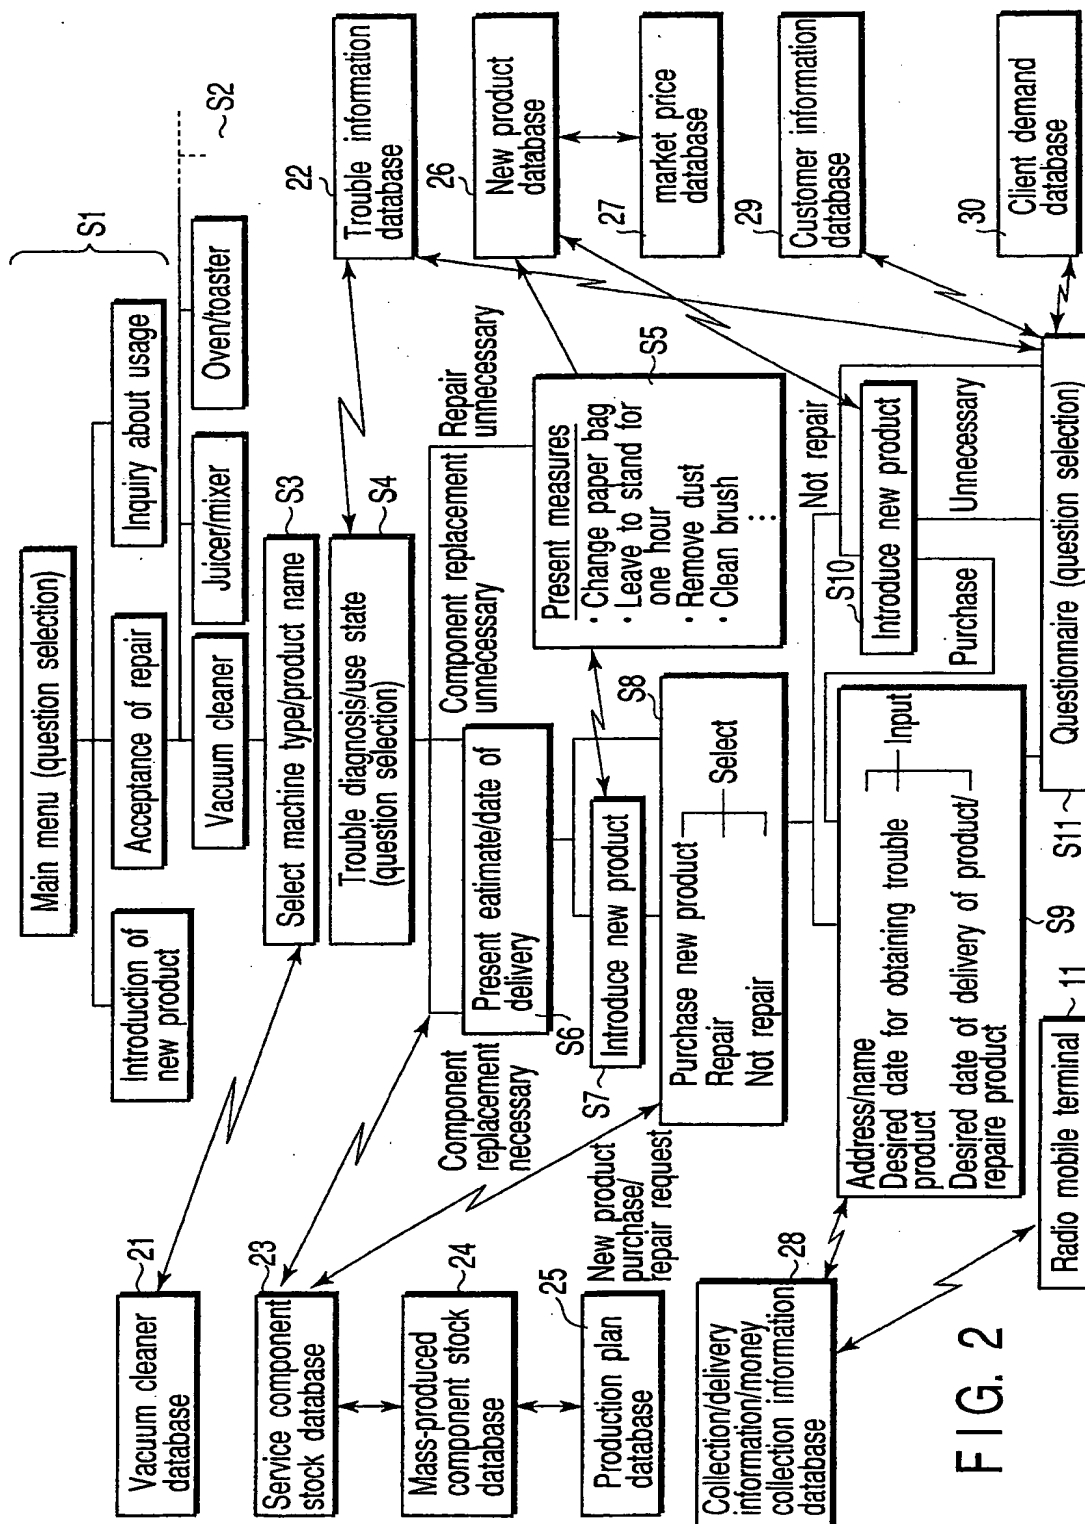 Main menu (question selection)
S1
Introduction of
new product
Acceptance of repair
Inquiry about usage
Vacuum cleaner
Juicer/mixer
Oven/toaster
S2
21
Vacuum cleaner
database
Select machine type/product name
S3
22
Trouble information
database
23
Service component
stock database
Trouble diagnosis/use state
(question selection)
S4
24
Mass-produced
component stock
database
Component
replacement
necessary
Component replacement
unnecessary
Repair
unnecessary
26
New product
database
Present eatimate/date of
delivery
S6
Present measures
· Change paper bag
· Leave to stand for
one hour
· Remove dust
· Clean brush
S5
25
Production plan
database
S7
Introduce new product
27
market price
database
New product
purchase/
repair request
S8
Purchase new product
Repair
Not repair
Select
29
Customer information
database
28
Collection/delivery
information/money
collection information
database
Not repair
S10
Introduce new product
Purchase
Unnecessary
Address/name
Desired date for obtaining trouble
product
Desired date of delivery of product/
repaire product
Input
S9
30
Client demand
database
Radio mobile terminal
11
S11
Questionnaire (question selection)
FIG. 2